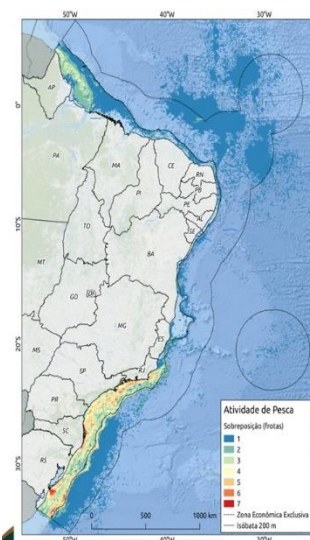 50°W 40°W 30°W
AP
0°
PA
MA
CE
RN
PB
PI
PE
AL
TO
SE
10°S
BA
MT
GO
DF
MG
MS
ES
20°S
SP
RJ
PR
SC
RS
30°S
Atividade de Pesca
Sobreposição (frotas)
1
2
3
4
5
6
7
Zona Econômica Exclusiva
Isóbata 200 m
0 500 1000 km
50°W 40°W 30°W